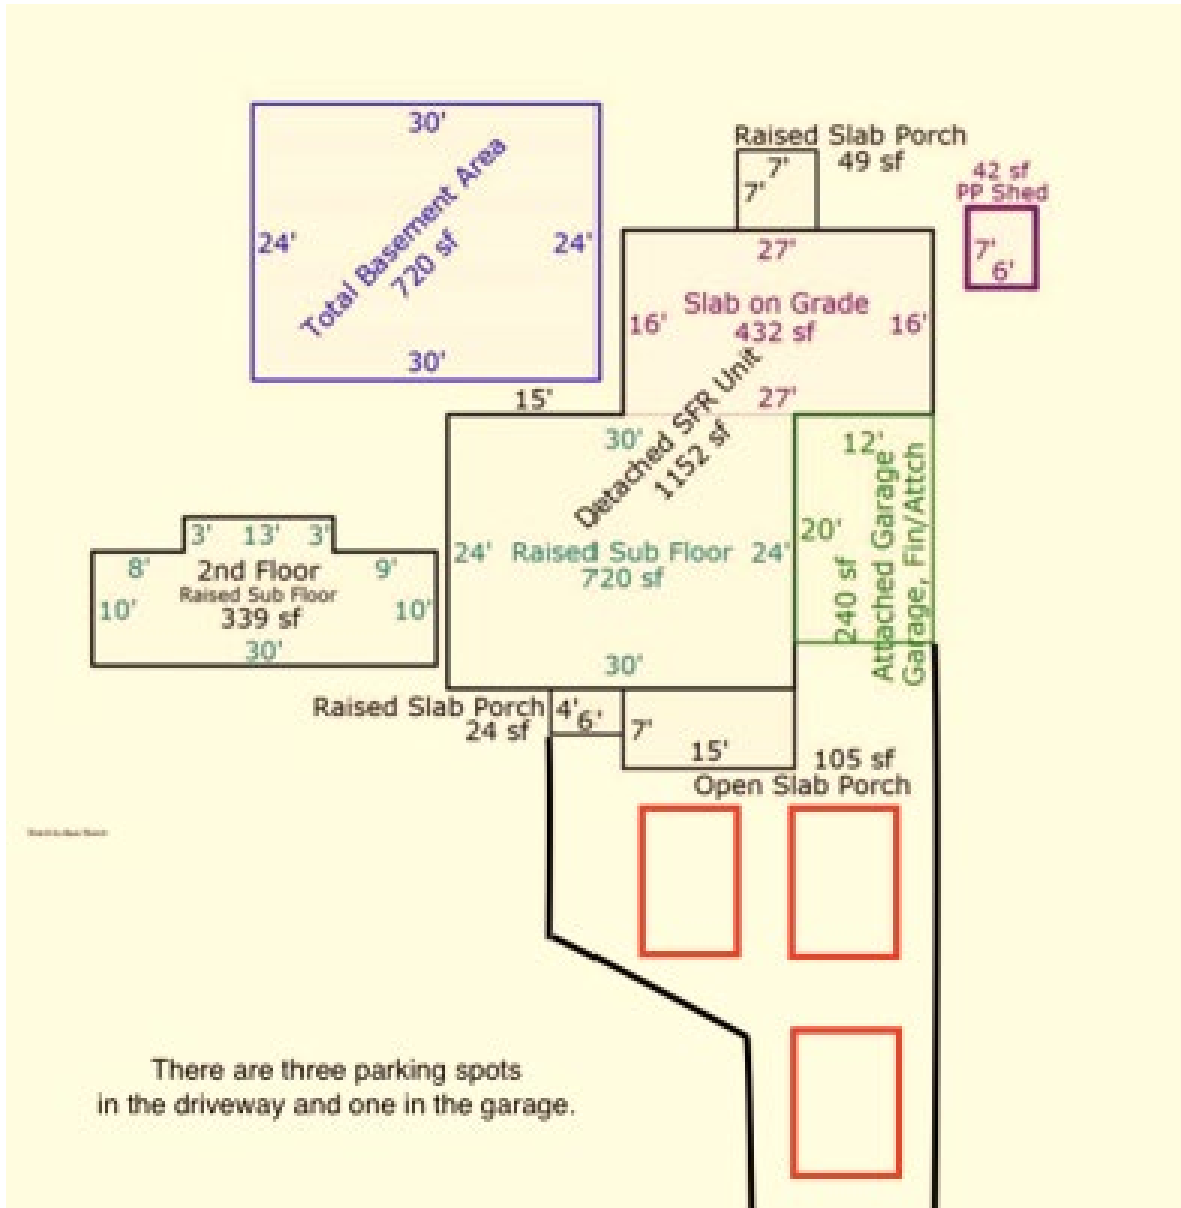 30'
24'
Total Basement Area
720 sf
24'
30'
Raised Slab Porch
49 sf
7'
7'
42 sf
PP Shed
7'
6'
27'
Slab on Grade
432 sf
16'
16'
27'
15'
Detached SFR Unit
1152 sf
30'
24'
Raised Sub Floor
720 sf
24'
30'
12'
20'
240 sf
Attached Garage
Garage, Fin/Attch
3'
13'
3'
8'
9'
2nd Floor
Raised Sub Floor
339 sf
10'
10'
30'
Raised Slab Porch
24 sf
4'
6'
7'
15'
105 sf
Open Slab Porch
There are three parking spots
in the driveway and one in the garage.